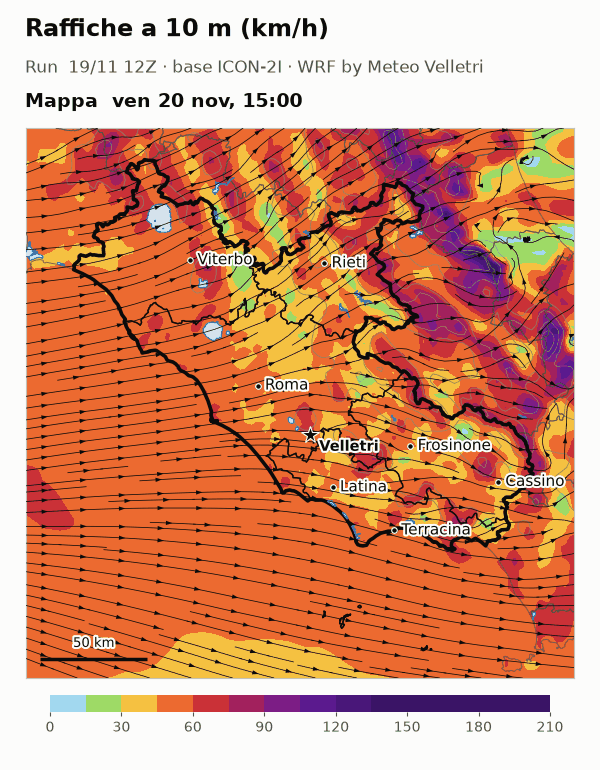 Raffiche a 10 m (km/h)
Run 19/11 12Z · base ICON-2I · WRF by Meteo Velletri
Mappa ven 20 nov, 15:00
Viterbo
Rieti
Roma
Velletri
Frosinone
Latina
Cassino
Terracina
50 km
0 30 60 90 120 150 180 210